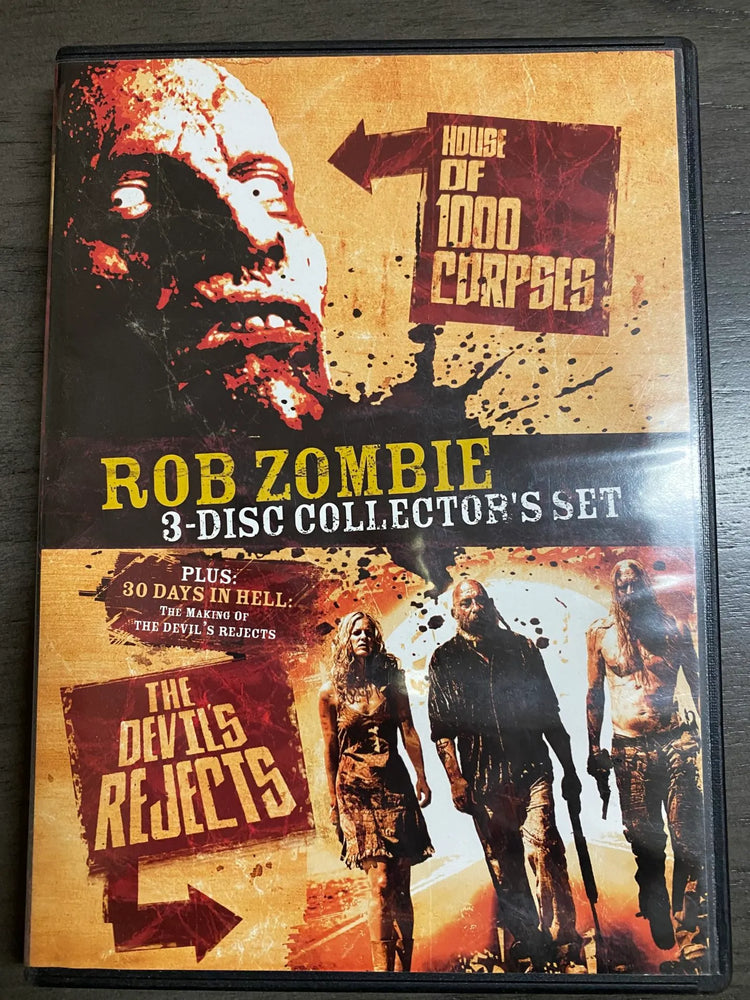 HOUSE
OF
1000
CORPSES
ROB ZOMBIE
3-DISC COLLECTOR'S SET
PLUS:
30 DAYS IN HELL:
THE MAKING OF
THE DEVIL'S REJECTS
THE
DEVIL'S
REJECTS